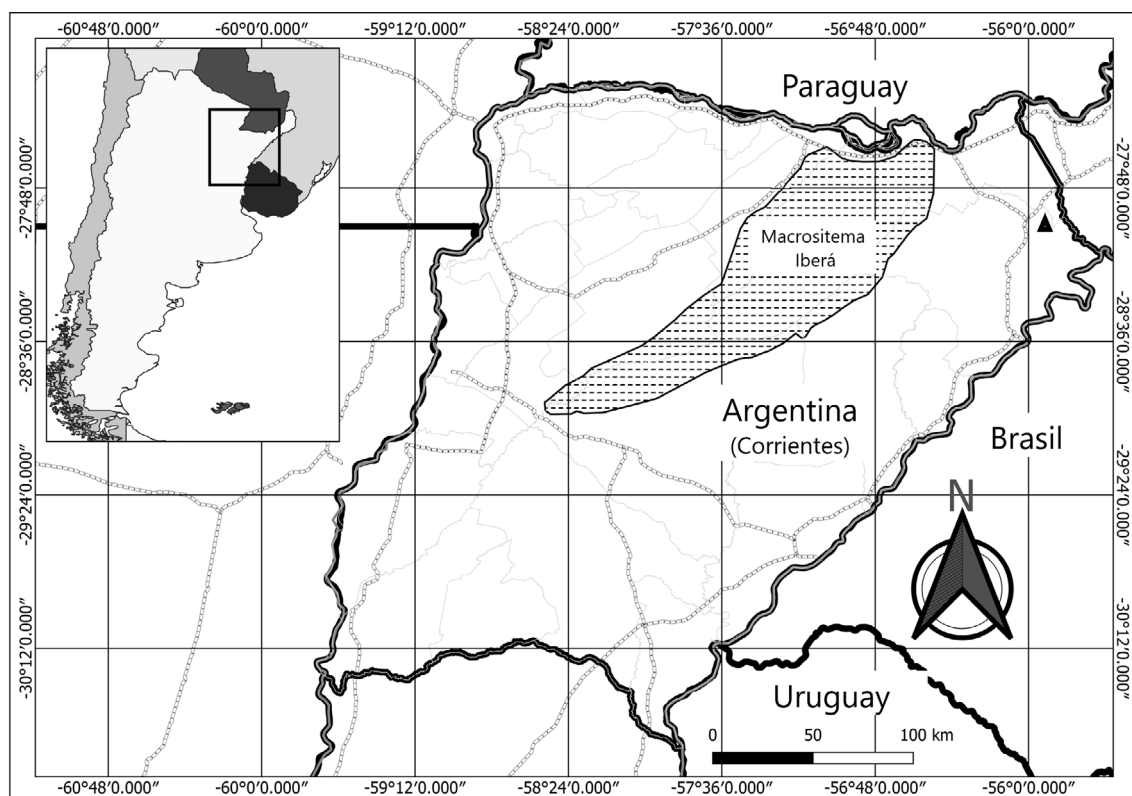 -60°48′0.000″ -60°0′0.000″ -59°12′0.000″ -58°24′0.000″ -57°36′0.000″ -56°48′0.000″ -56°0′0.000″
Paraguay
-27°48′0.000″ -27°48′0.000″
Macrositema
Iberá
-28°36′0.000″ -28°36′0.000″
Argentina
(Corrientes)
Brasil
-29°24′0.000″ -29°24′0.000″
N
-30°12′0.000″ -30°12′0.000″
Uruguay
0 50 100 km
-60°48′0.000″ -60°0′0.000″ -59°12′0.000″ -58°24′0.000″ -57°36′0.000″ -56°48′0.000″ -56°0′0.000″